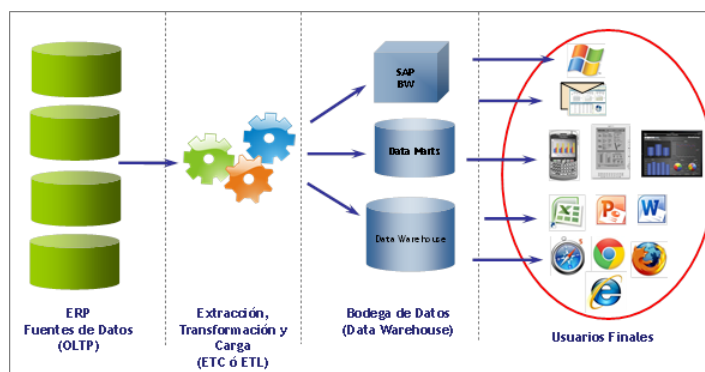 SAP
BW
Data Marts
Data Warehouse
ERP
Fuentes de Datos
(OLTP)
Extracción,
Transformación y
Carga
(ETC ó ETL)
Bodega de Datos
(Data Warehouse)
Usuarios Finales